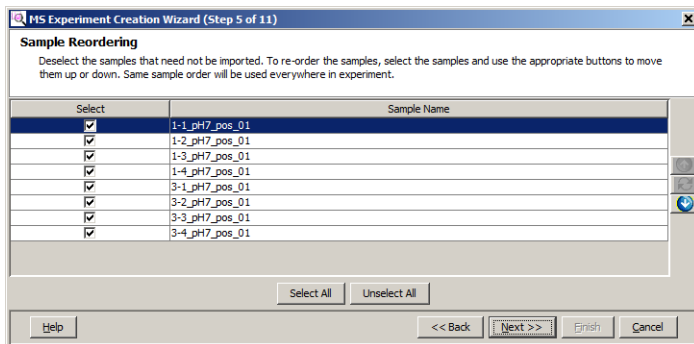 MS Experiment Creation Wizard (Step 5 of 11)
Sample Reordering
Deselect the samples that need not be imported. To re-order the samples, select the samples and use the appropriate buttons to move
them up or down. Same sample order will be used everywhere in experiment.
Select Sample Name
1-1_pH7_pos_01
1-2_pH7_pos_01
1-3_pH7_pos_01
1-4_pH7_pos_01
3-1_pH7_pos_01
3-2_pH7_pos_01
3-3_pH7_pos_01
3-4_pH7_pos_01
Select All Unselect All
Help << Back Next >> Finish Cancel